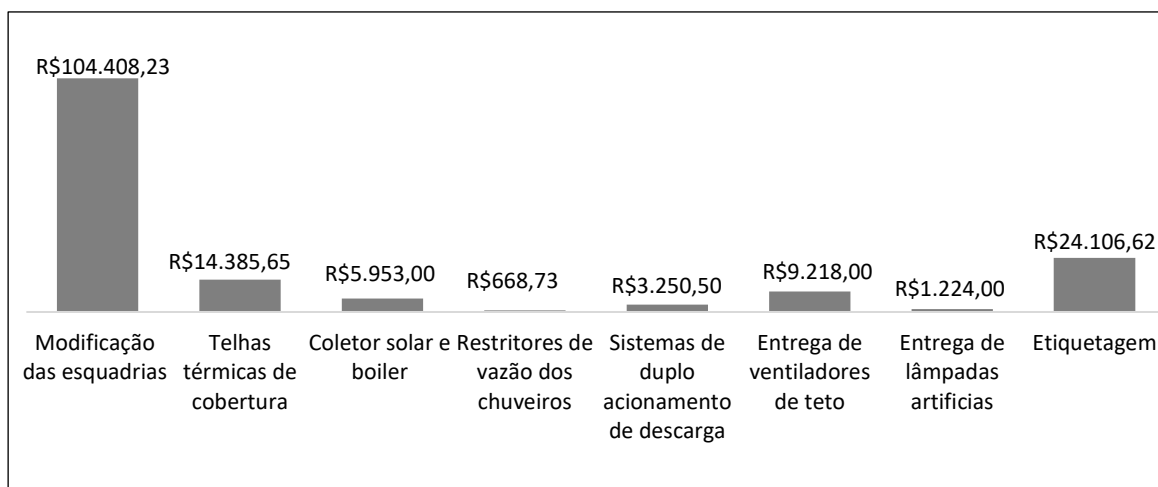 R$104.408,23
R$14.385,65
R$5.953,00
R$668,73
R$3.250,50
R$9.218,00
R$1.224,00
R$24.106,62
Modificação
das esquadrias
Telhas
térmicas de
cobertura
Coletor solar e
boiler
Restritores de
vazão dos
chuveiros
Sistemas de
duplo
acionamento
de descarga
Entrega de
ventiladores
de teto
Entrega de
lâmpadas
artificias
Etiquetagem